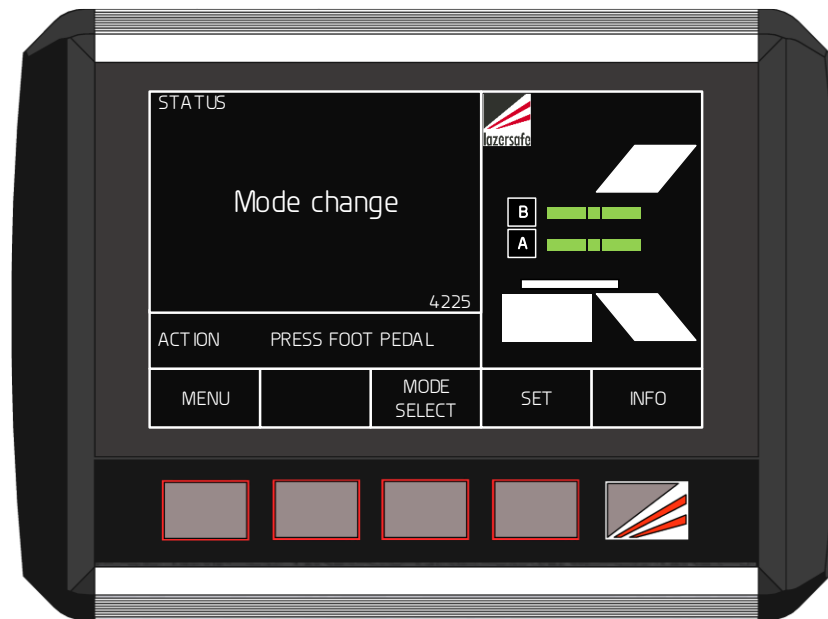 STATUS
lazersafe
Mode change
B
A
4225
ACTION PRESS FOOT PEDAL
MENU
MODE
SELECT
SET
INFO